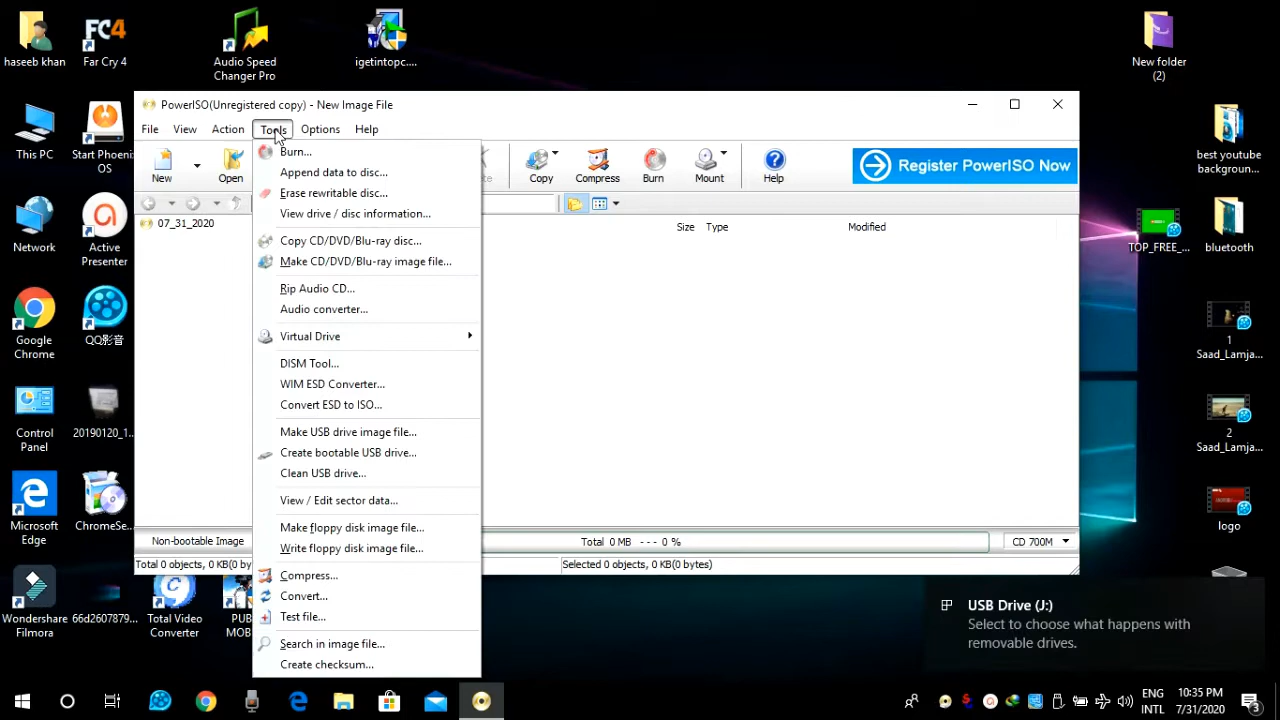 haseeb khan
Far Cry 4
Audio Speed
Changer Pro
igetintopc....
New folder
(2)
This PC
Start Phoenix
OS
Network
Active
Presenter
Google
Chrome
QQ影音
Control
Panel
20190120_1...
Microsoft
Edge
ChromeSe...
Wondershare
Filmora
66d2607879...
Total Video
Converter
PUB
MOB
best youtube
backgroun...
TOP_FREE_...
bluetooth
1
Saad_Lamja...
2
Saad_Lamja...
logo
PowerISO(Unregistered copy) - New Image File
File View Action Tools Options Help
New Open Copy Compress Burn Mount Help
Register PowerISO Now
07_31_2020
Size Type Modified
Burn...
Append data to disc...
Erase rewritable disc...
View drive / disc information...
Copy CD/DVD/Blu-ray disc...
Make CD/DVD/Blu-ray image file...
Rip Audio CD...
Audio converter...
Virtual Drive
DISM Tool...
WIM ESD Converter...
Convert ESD to ISO...
Make USB drive image file...
Create bootable USB drive...
Clean USB drive...
View / Edit sector data...
Make floppy disk image file...
Write floppy disk image file...
Compress...
Convert...
Test file...
Search in image file...
Create checksum...
Non-bootable Image
Total 0 MB --- 0 %
CD 700M
Total 0 objects, 0 KB(0 by
Selected 0 objects, 0 KB(0 bytes)
USB Drive (J:)
Select to choose what happens with
removable drives.
ENG
INTL
10:35 PM
7/31/2020
3